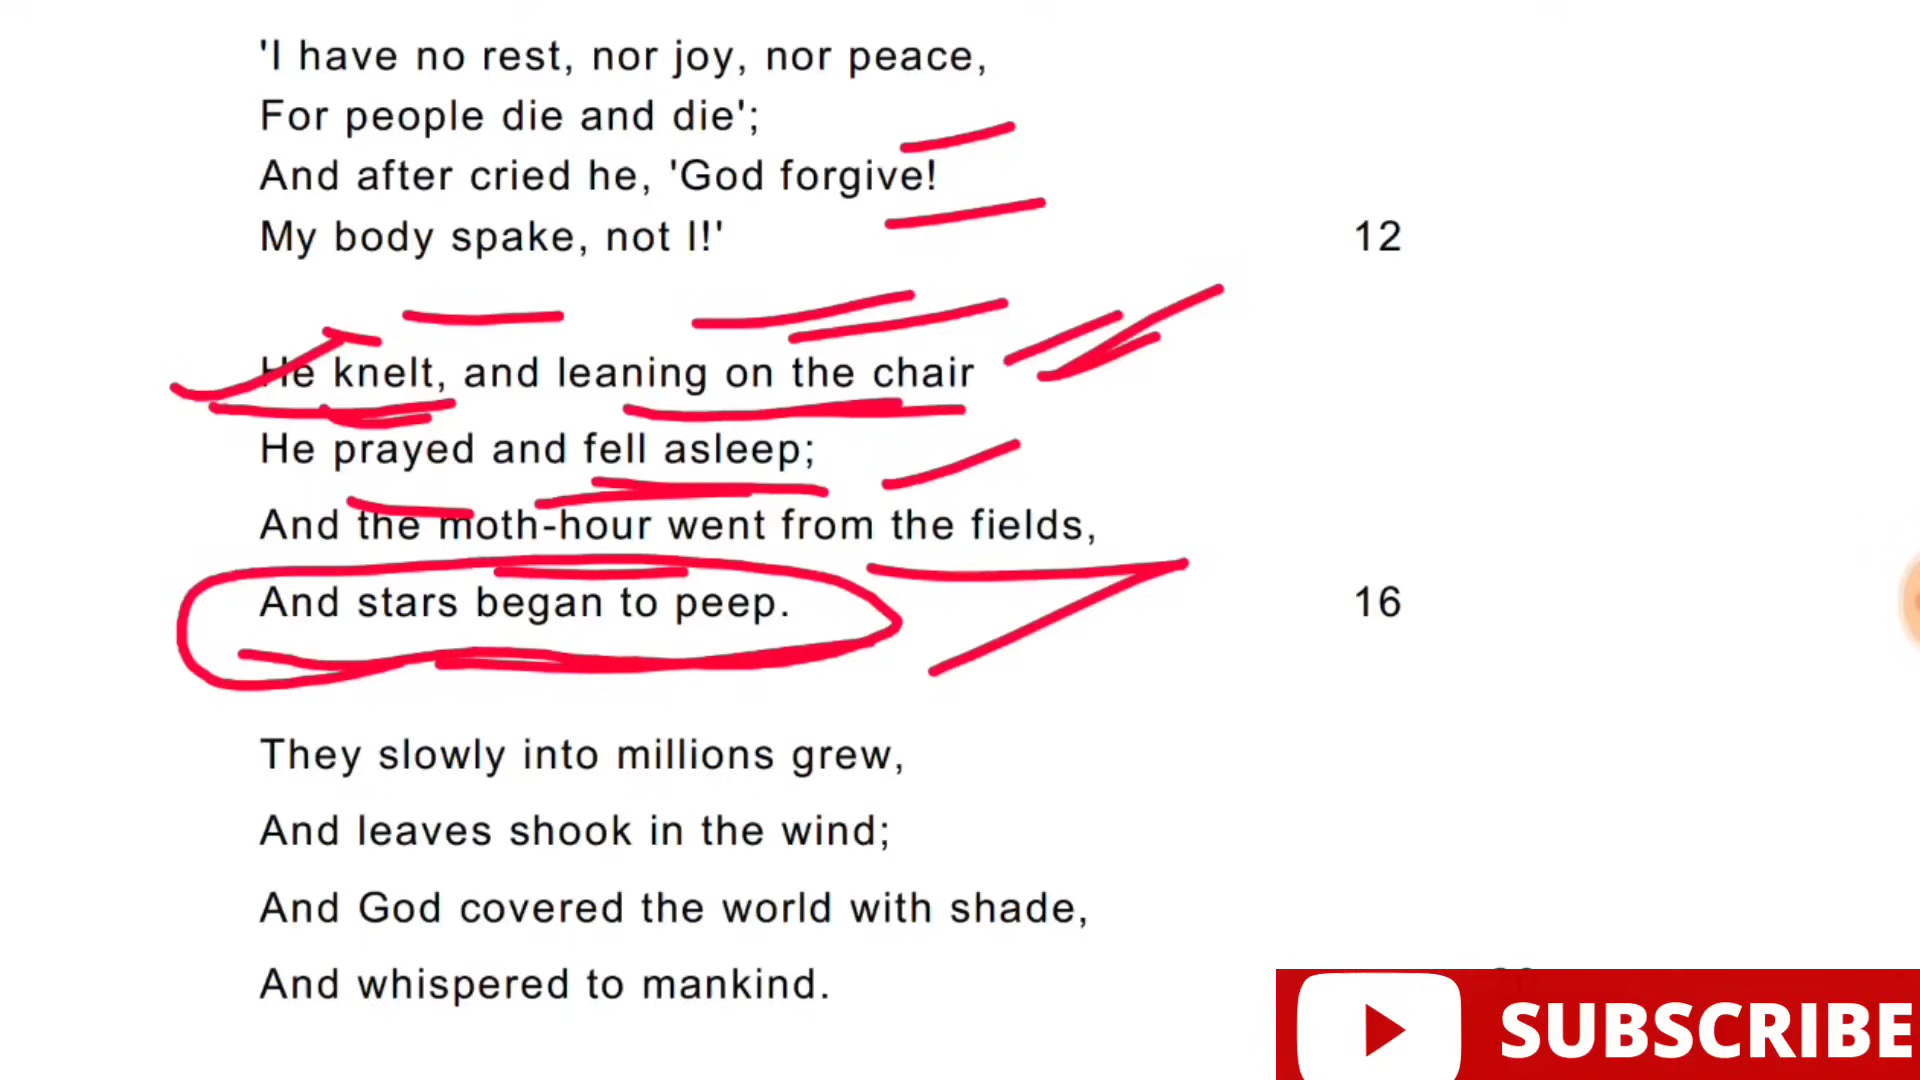 'I have no rest, nor joy, nor peace,
For people die and die';
And after cried he, 'God forgive!
My body spake, not I!' 12
He knelt, and leaning on the chair
He prayed and fell asleep;
And the moth-hour went from the fields,
And stars began to peep. 16
They slowly into millions grew,
And leaves shook in the wind;
And God covered the world with shade,
And whispered to mankind.
SUBSCRIBE